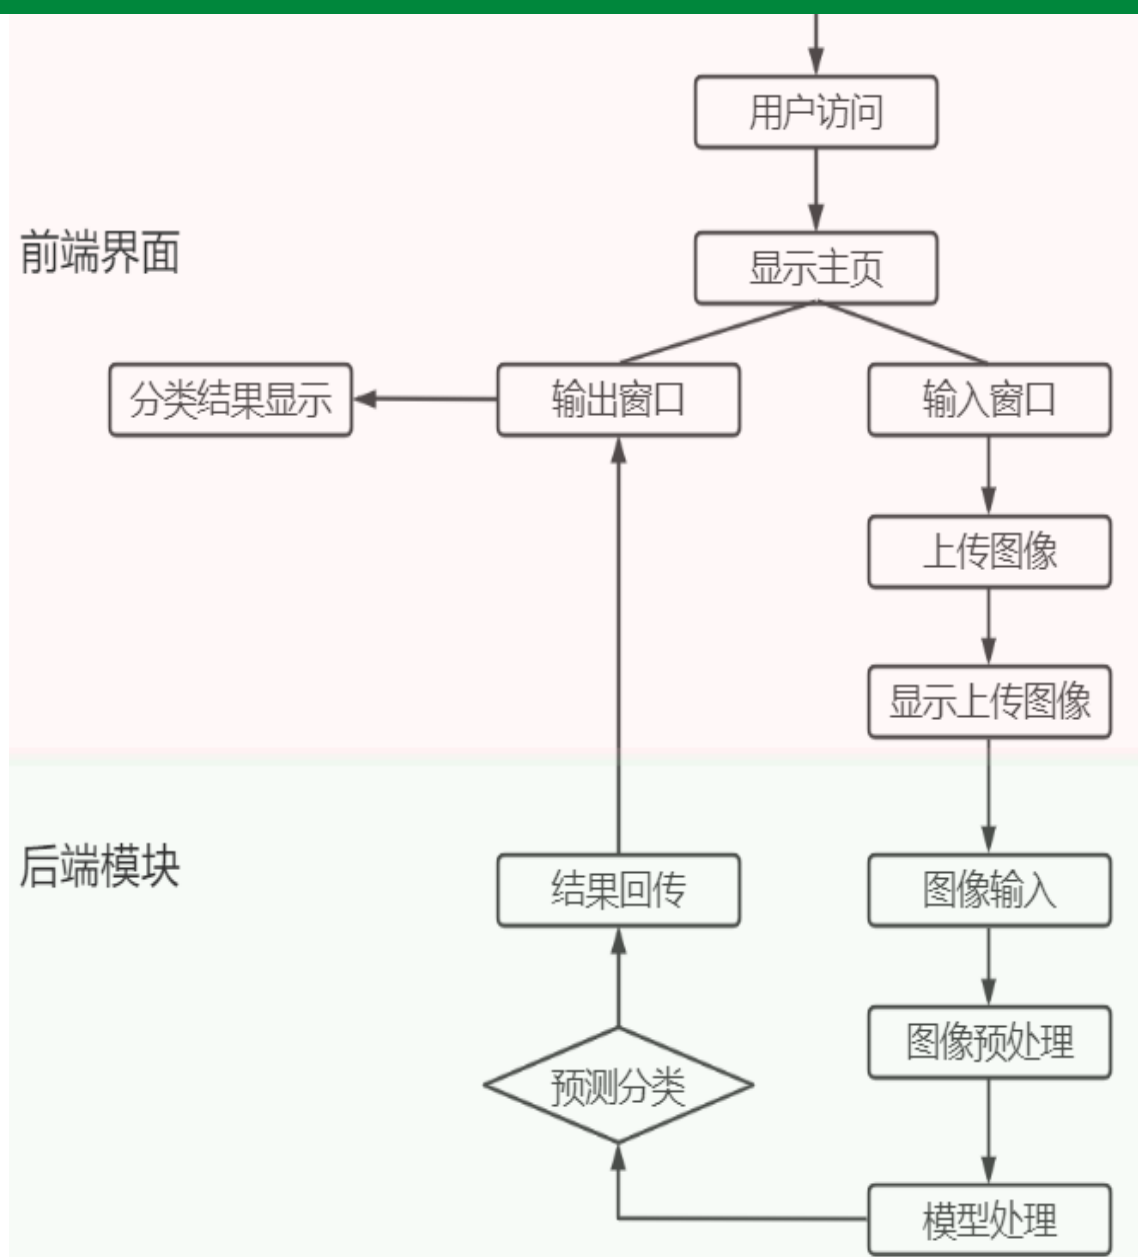 用户访问
前端界面
显示主页
分类结果显示
输出窗口
输入窗口
上传图像
显示上传图像
后端模块
结果回传
图像输入
图像预处理
预测分类
模型处理